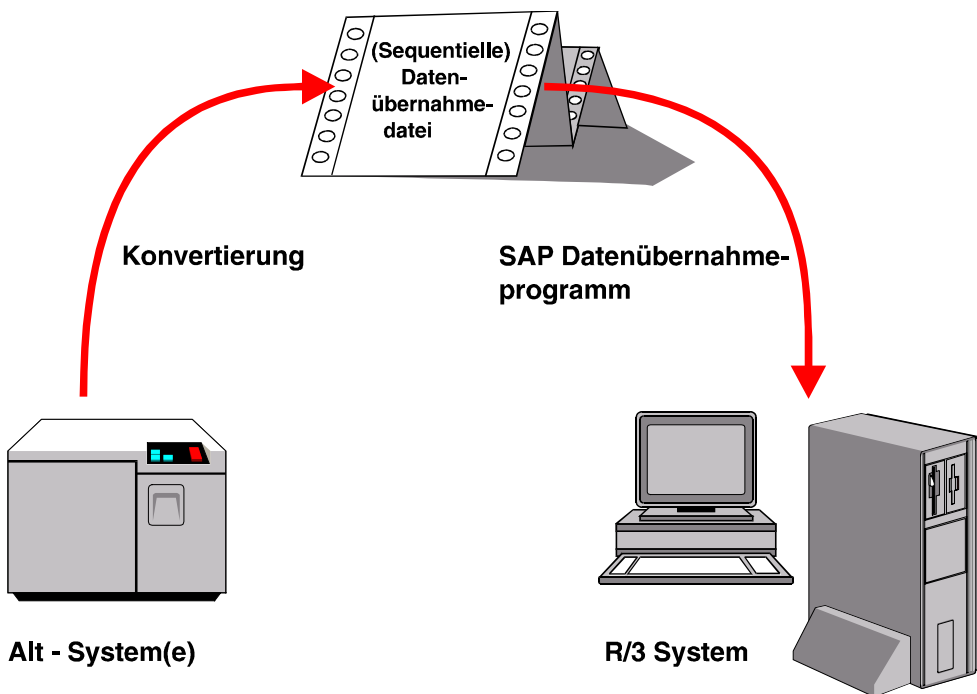 (Sequentielle)
Daten-
übernahme-
datei
Konvertierung
SAP Datenübernahme-
programm
Alt - System(e)
R/3 System